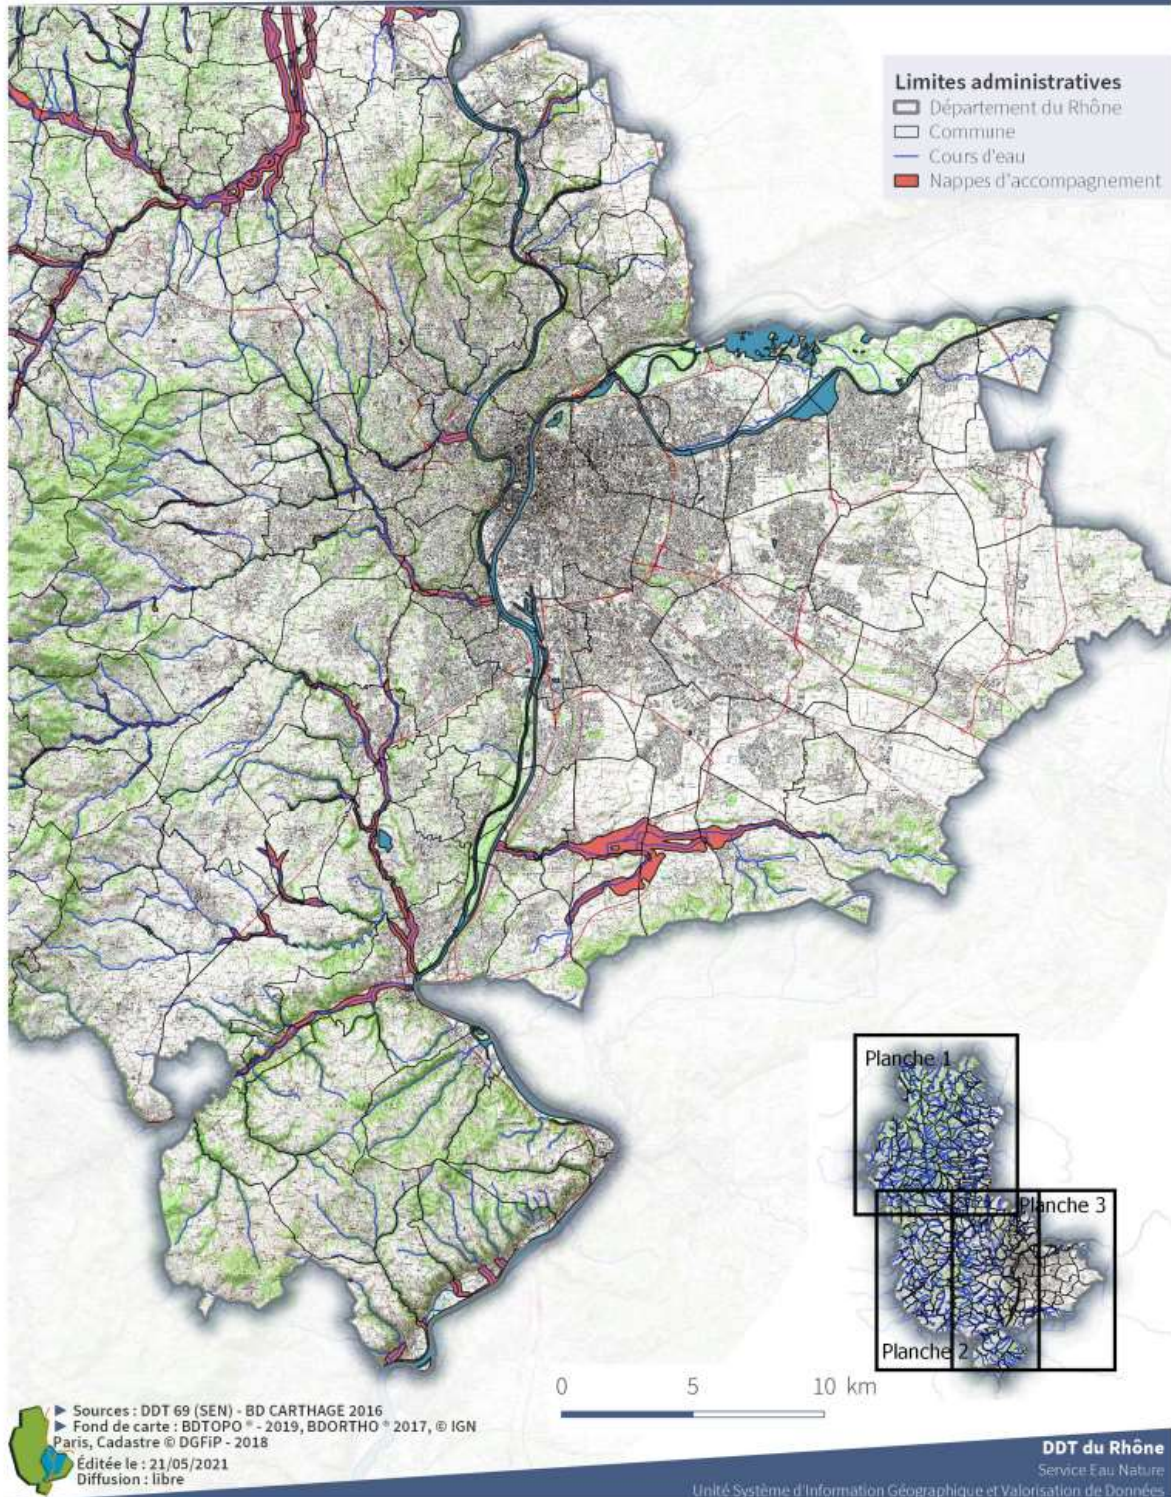 Limites administratives
Département du Rhône
Commune
Cours d'eau
Nappes d'accompagnement
Planche 1
Planche 3
Planche 2
0 5 10 km
► Sources : DDT 69 (SEN) - BD CARTHAGE 2016
► Fond de carte : BDTOPO ® - 2019, BDORTHO ® 2017, © IGN
Paris, Cadastre © DGFiP - 2018
► Éditée le : 21/05/2021
Diffusion : libre
DDT du Rhône
Service Eau Nature
Unité Système d'Information Géographique et Valorisation de Données